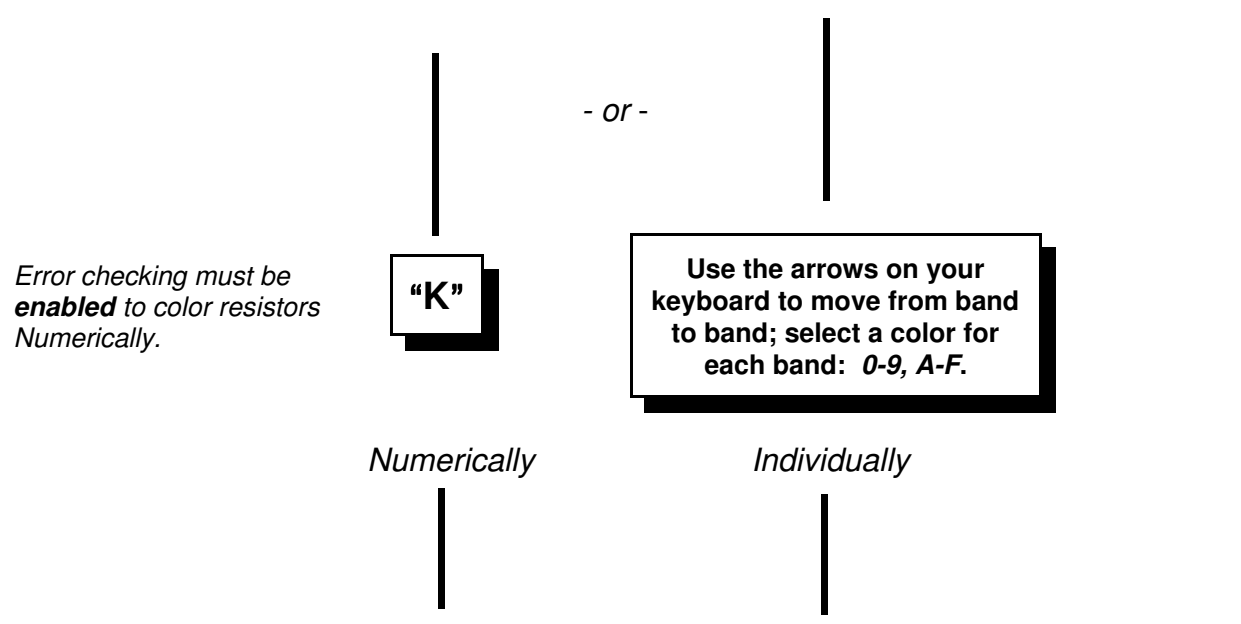 - or -
Error checking must be
enabled to color resistors
Numerically.
“K”
Use the arrows on your
keyboard to move from band
to band; select a color for
each band: 0-9, A-F.
Numerically
Individually